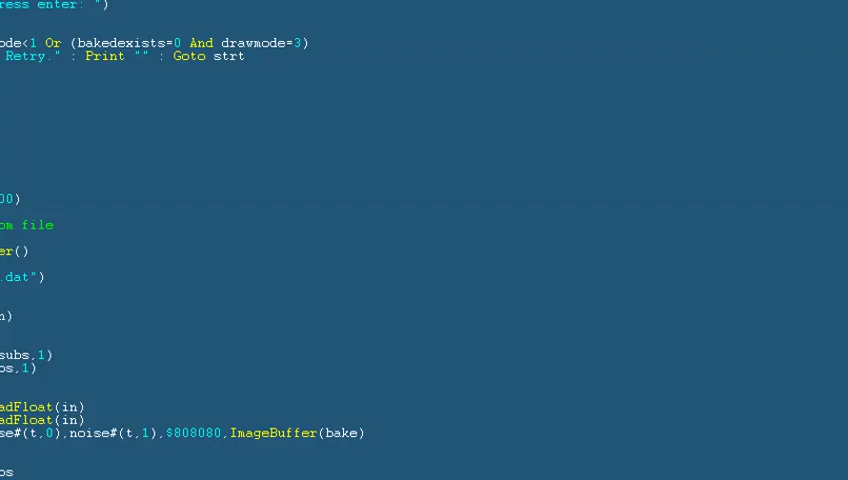 ress enter: ")
ode<1 Or (bakedexists=0 And drawmode=3)
Retry." : Print "" : Goto strt
00)
om file
er()
.dat")
n)
subs,1)
os,1)
adFloat(in)
adFloat(in)
se#(t,0),noise#(t,1),$808080,ImageBuffer(bake)
os